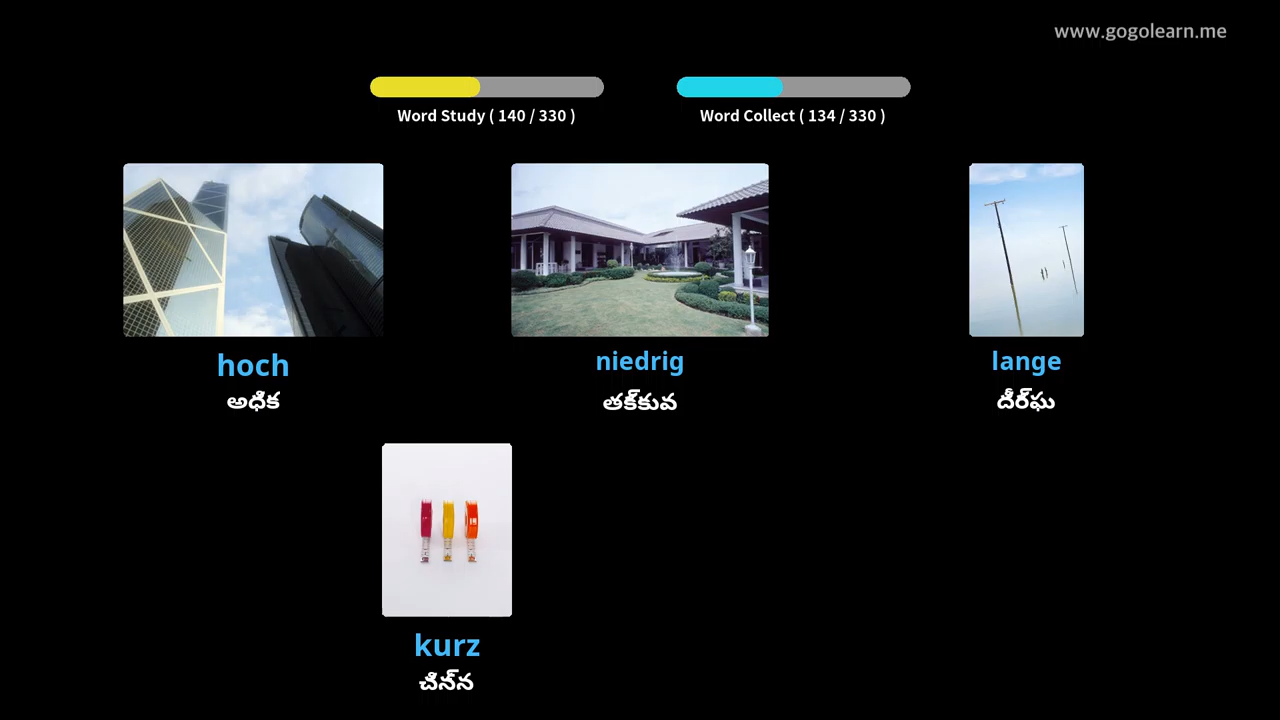 www.gogolearn.me
Word Study ( 140 / 330 )
Word Collect ( 134 / 330 )
hoch
niedrig
lange
అధిక
తక్కువ
దీర్ఘ
kurz
చిన్న